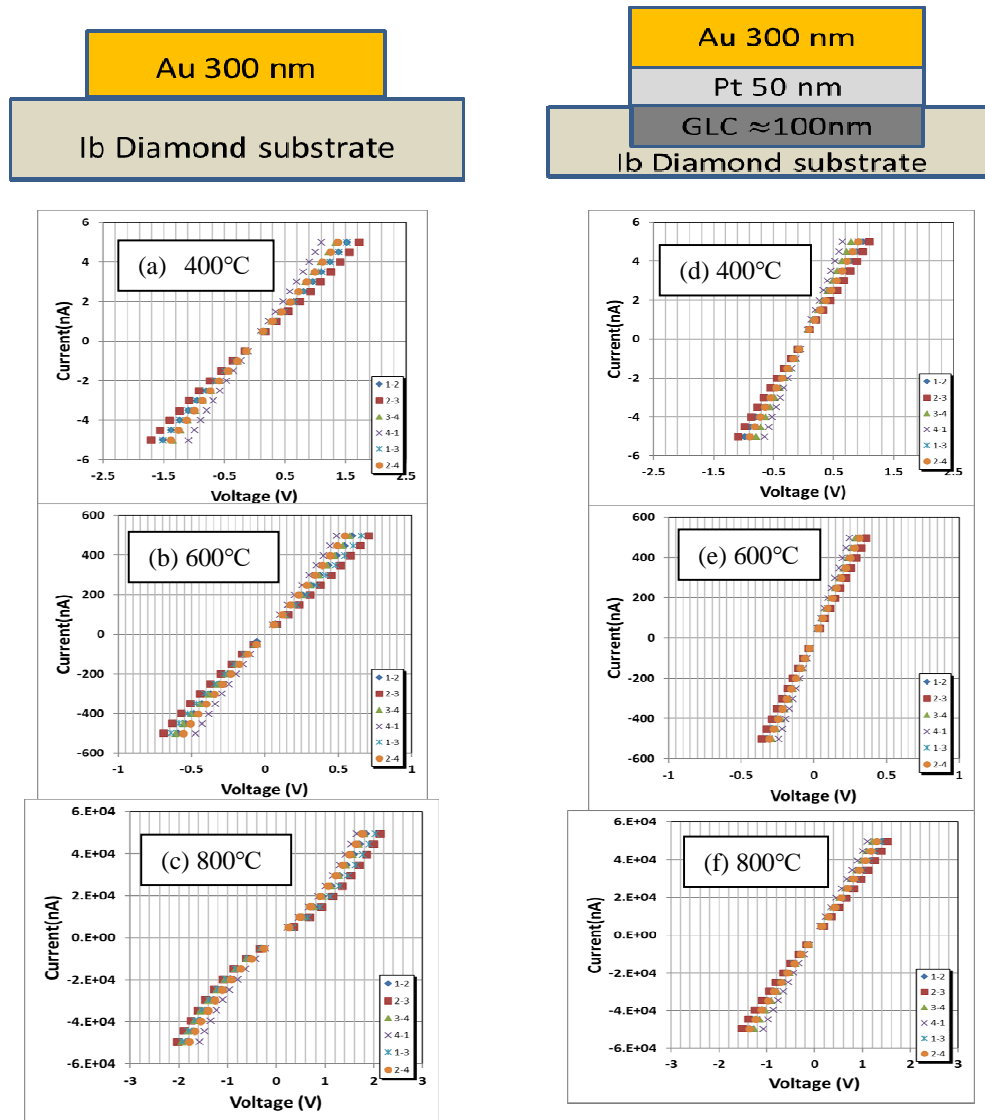 Au 300 nm
Ib Diamond substrate
Au 300 nm
Pt 50 nm
GLC ≈100nm
Ib Diamond substrate
(a) 400℃
6
4
2
0
-2
-4
-6
-2.5 -1.5 -0.5 0.5 1.5 2.5
Current(nA)
Voltage (V)
1-2
2-3
3-4
4-1
1-3
2-4
(d) 400℃
6
4
2
0
-2
-4
-6
-2.5 -1.5 -0.5 0.5 1.5 2.5
Current(nA)
Voltage (V)
1-2
2-3
3-4
4-1
1-3
2-4
(b) 600℃
600
400
200
0
-200
-400
-600
-1 -0.5 0 0.5 1
Current(nA)
Voltage (V)
1-2
2-3
3-4
4-1
1-3
2-4
(e) 600℃
600
400
200
0
-200
-400
-600
-1 -0.5 0 0.5 1
Current(nA)
Voltage (V)
1-2
2-3
3-4
4-1
1-3
2-4
(c) 800℃
6.E+04
4.E+04
2.E+04
0.E+00
-2.E+04
-4.E+04
-6.E+04
-3 -2 -1 0 1 2 3
Current(nA)
Voltage (V)
1-2
2-3
3-4
4-1
1-3
2-4
(f) 800℃
6.E+04
4.E+04
2.E+04
0.E+00
-2.E+04
-4.E+04
-6.E+04
-3 -2 -1 0 1 2 3
Current(nA)
Voltage (V)
1-2
2-3
3-4
4-1
1-3
2-4